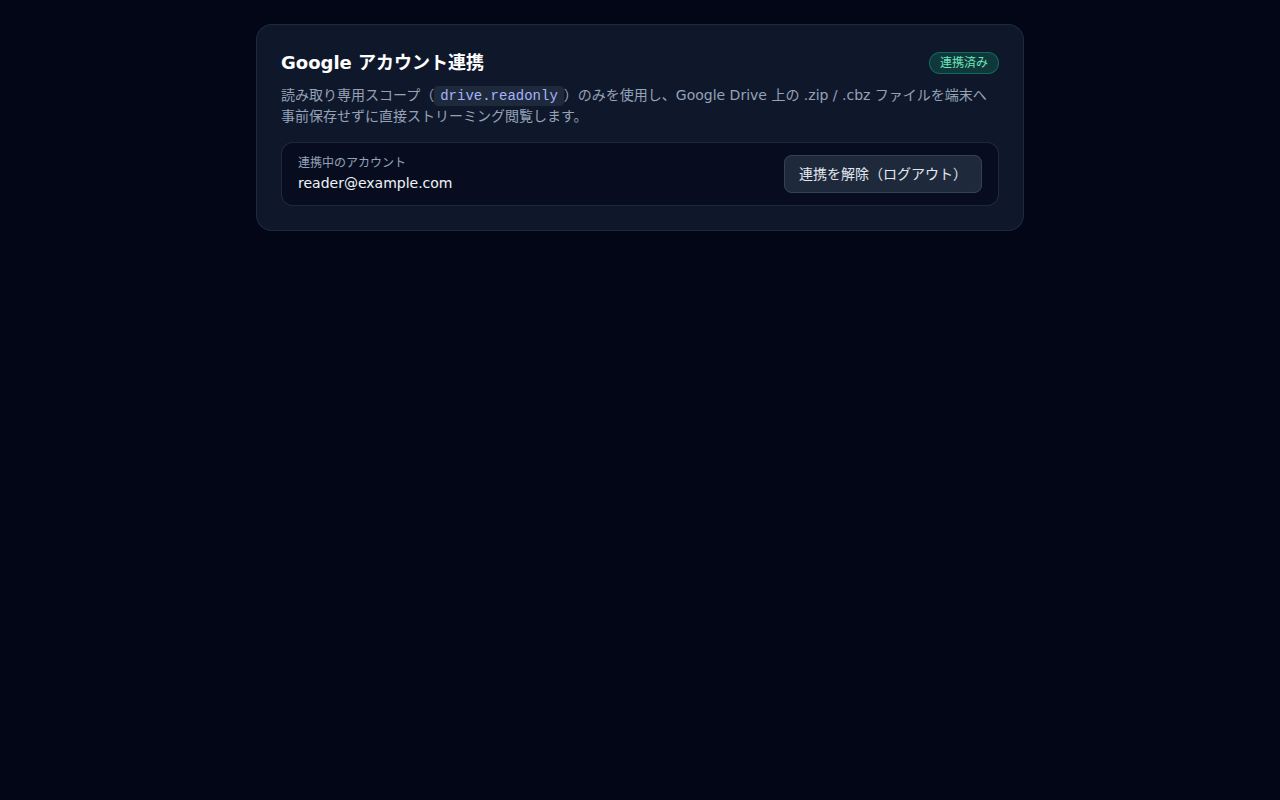 Google アカウント連携
連携済み
読み取り専用スコープ（drive.readonly）のみを使用し、Google Drive 上の .zip / .cbz ファイルを端末へ
事前保存せずに直接ストリーミング閲覧します。
連携中のアカウント
reader@example.com
連携を解除（ログアウト）